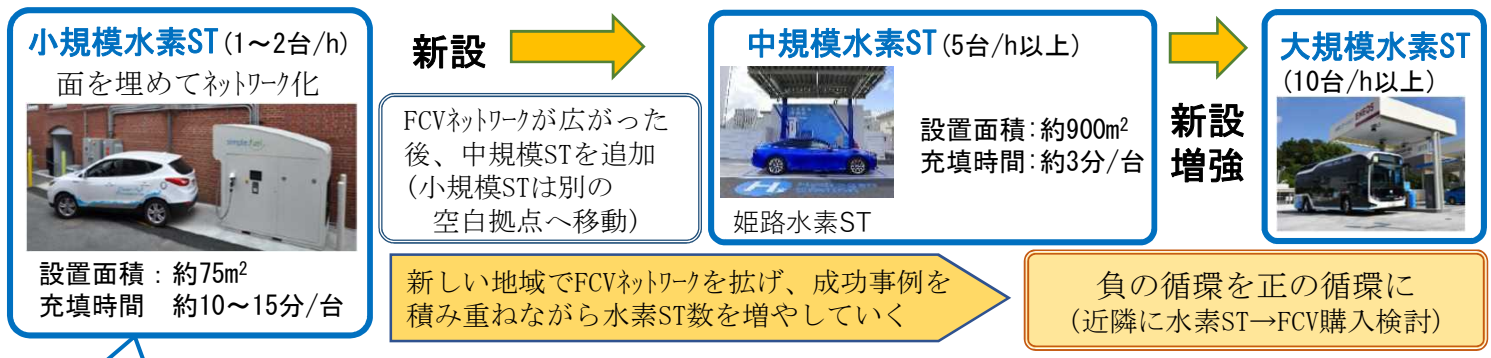 小規模水素ST(1～2台/h)
面を埋めてﾈｯﾄﾜｰｸ化
simple.fuel
設置面積：約75m²
充填時間　約10～15分/台
新設
FCVﾈｯﾄﾜｰｸが広がった
後、中規模STを追加
(小規模STは別の
空白拠点へ移動)
中規模水素ST(5台/h以上)
設置面積：約900m²
充填時間：約3分/台
姫路水素ST
新設
増強
大規模水素ST
(10台/h以上)
新しい地域でFCVﾈｯﾄﾜｰｸを拡げ、成功事例を
積み重ねながら水素ST数を増やしていく
負の循環を正の循環に
(近隣に水素ST→FCV購入検討)